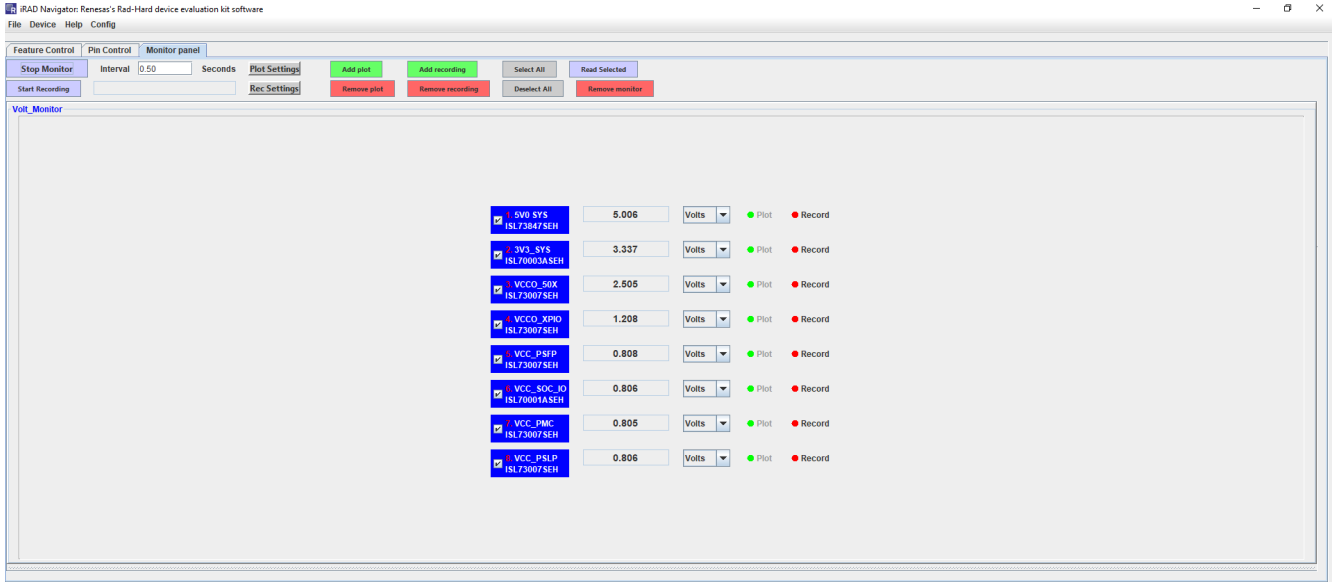 iRAD Navigator: Renesas's Rad-Hard device evaluation kit software
File Device Help Config
Feature Control Pin Control Monitor panel
Stop Monitor Interval 0.50 Seconds Plot Settings Add plot Add recording Select All Read Selected
Start Recording Rec Settings Remove plot Remove recording Deselect All Remove monitor
Volt_Monitor
1. 5V0 SYS
ISL73847SEH 5.006 Volts Plot Record
2. 3V3_SYS
ISL70003ASEH 3.337 Volts Plot Record
3. VCCO_50X
ISL73007SEH 2.505 Volts Plot Record
4. VCCO_XPIO
ISL73007SEH 1.208 Volts Plot Record
5. VCC_PSFP
ISL73007SEH 0.808 Volts Plot Record
6. VCC_SOC_IO
ISL70001ASEH 0.806 Volts Plot Record
7. VCC_PMC
ISL73007SEH 0.805 Volts Plot Record
8. VCC_PSLP
ISL73007SEH 0.806 Volts Plot Record